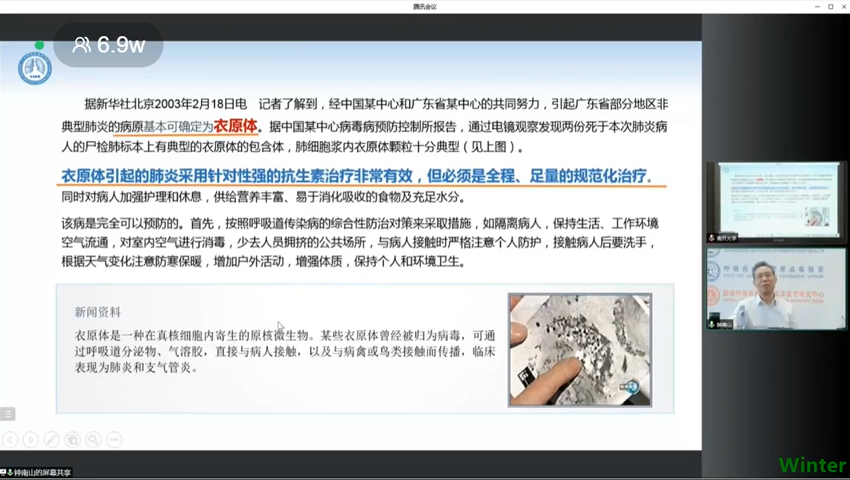 腾讯会议
6.9w
据新华社北京2003年2月18日电 记者了解到，经中国某中心和广东省某中心的共同努力，引起广东省部分地区非
典型肺炎的病原基本可确定为衣原体。据中国某中心病毒病预防控制所报告，通过电镜观察发现两份死于本次肺炎病
人的尸检肺标本上有典型的衣原体的包含体，肺细胞浆内衣原体颗粒十分典型（见上图）。
衣原体引起的肺炎采用针对性强的抗生素治疗非常有效，但必须是全程、足量的规范化治疗。
同时对病人加强护理和休息，供给营养丰富、易于消化吸收的食物及充足水分。
该病是完全可以预防的。首先，按照呼吸道传染病的综合性防治对策来采取措施，如隔离病人，保持生活、工作环境
空气流通，对室内空气进行消毒，少去人员拥挤的公共场所，与病人接触时严格注意个人防护，接触病人后要洗手，
根据天气变化注意防寒保暖，增加户外活动，增强体质，保持个人和环境卫生。
新闻资料
衣原体是一种在真核细胞内寄生的原核微生物。某些衣原体曾经被归为病毒，可通
过呼吸道分泌物、气溶胶，直接与病人接触，以及与病禽或鸟类接触而传播，临床
表现为肺炎和支气管炎。
南开大学
钟南山
钟南山的屏幕共享
Winter